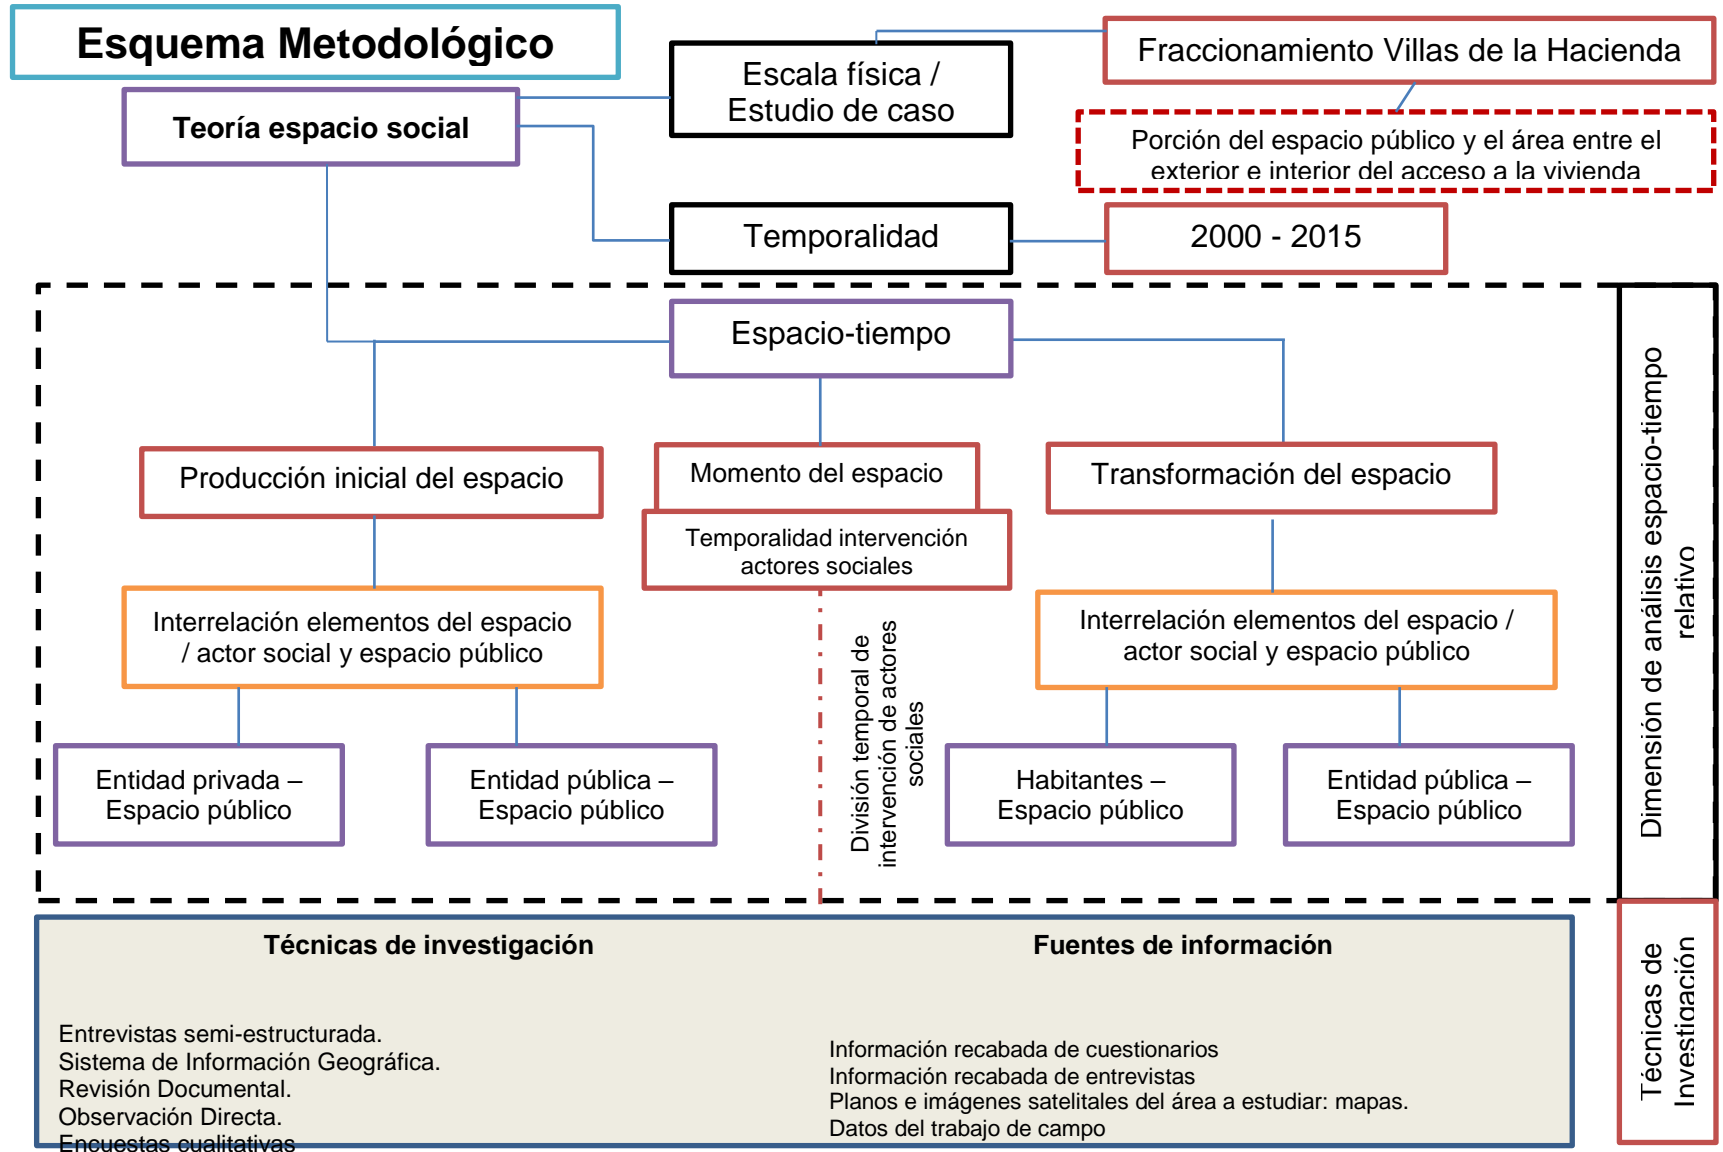 Esquema Metodológico
Fraccionamiento Villas de la Hacienda
Escala física /
Estudio de caso
Teoría espacio social
Porción del espacio público y el área entre el
exterior e interior del acceso a la vivienda
Temporalidad
2000 - 2015
Espacio-tiempo
Producción inicial del espacio
Momento del espacio
Transformación del espacio
Temporalidad intervención
actores sociales
Interrelación elementos del espacio
/ actor social y espacio público
Interrelación elementos del espacio /
actor social y espacio público
División temporal de
intervención de actores
sociales
Entidad privada –
Espacio público
Entidad pública –
Espacio público
Habitantes –
Espacio público
Entidad pública –
Espacio público
Dimensión de análisis espacio-tiempo
relativo
Técnicas de investigación
Entrevistas semi-estructurada.
Sistema de Información Geográfica.
Revisión Documental.
Observación Directa.
Encuestas cualitativas
Fuentes de información
Información recabada de cuestionarios
Información recabada de entrevistas
Planos e imágenes satelitales del área a estudiar: mapas.
Datos del trabajo de campo
Técnicas de
Investigación